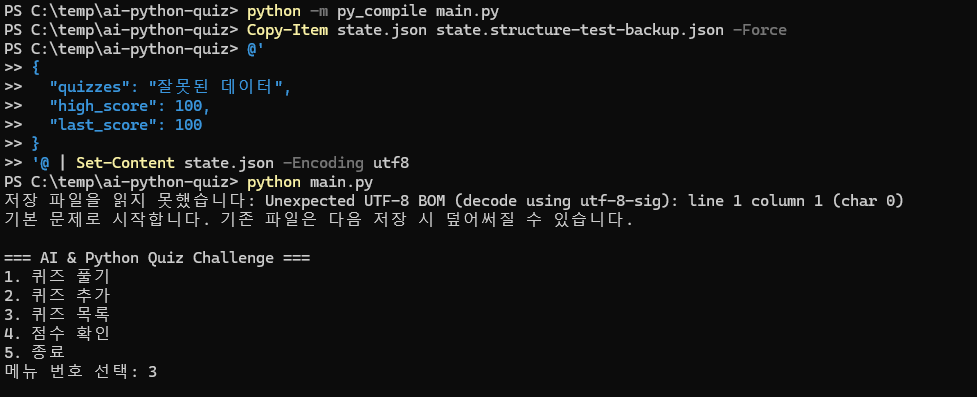 PS C:\temp\ai-python-quiz> python -m py_compile main.py
PS C:\temp\ai-python-quiz> Copy-Item state.json state.structure-test-backup.json -Force
PS C:\temp\ai-python-quiz> @'
>> {
>>   "quizzes": "잘못된 데이터",
>>   "high_score": 100,
>>   "last_score": 100
>> }
>> '@ | Set-Content state.json -Encoding utf8
PS C:\temp\ai-python-quiz> python main.py
저장 파일을 읽지 못했습니다: Unexpected UTF-8 BOM (decode using utf-8-sig): line 1 column 1 (char 0)
기본 문제로 시작합니다. 기존 파일은 다음 저장 시 덮어써질 수 있습니다.

=== AI & Python Quiz Challenge ===
1. 퀴즈 풀기
2. 퀴즈 추가
3. 퀴즈 목록
4. 점수 확인
5. 종료
메뉴 번호 선택: 3